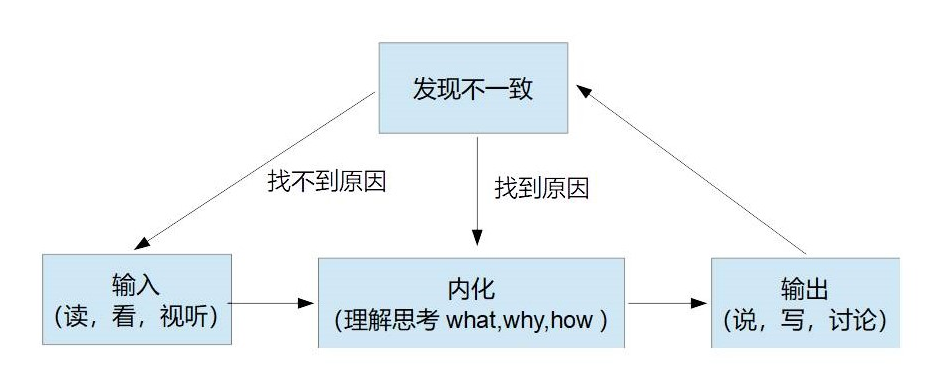 发现不一致
找不到原因
找到原因
输入
（读，看，视听）
内化
（理解思考 what,why,how ）
输出
（说，写，讨论）